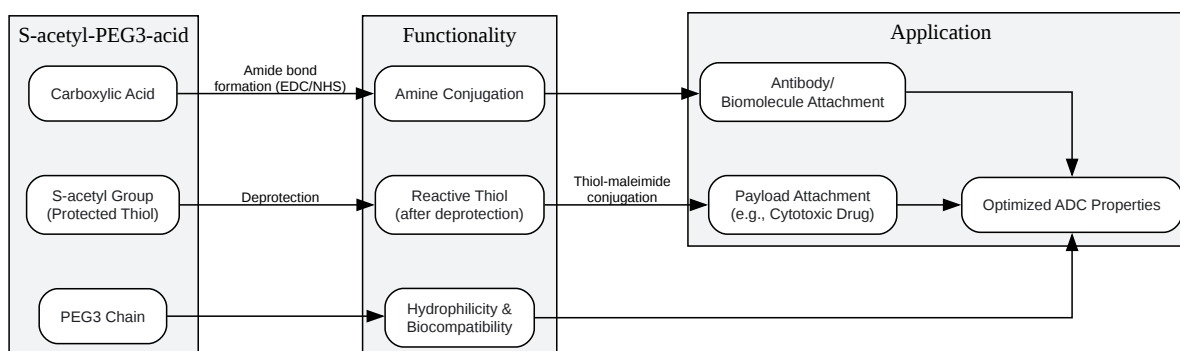 S-acetyl-PEG3-acid
Functionality
Application
Carboxylic Acid
Amide bond
formation (EDC/NHS)
Amine Conjugation
Antibody/
Biomolecule Attachment
S-acetyl Group
(Protected Thiol)
Deprotection
Reactive Thiol
(after deprotection)
Thiol-maleimide
conjugation
Payload Attachment
(e.g., Cytotoxic Drug)
Optimized ADC Properties
PEG3 Chain
Hydrophilicity &
Biocompatibility